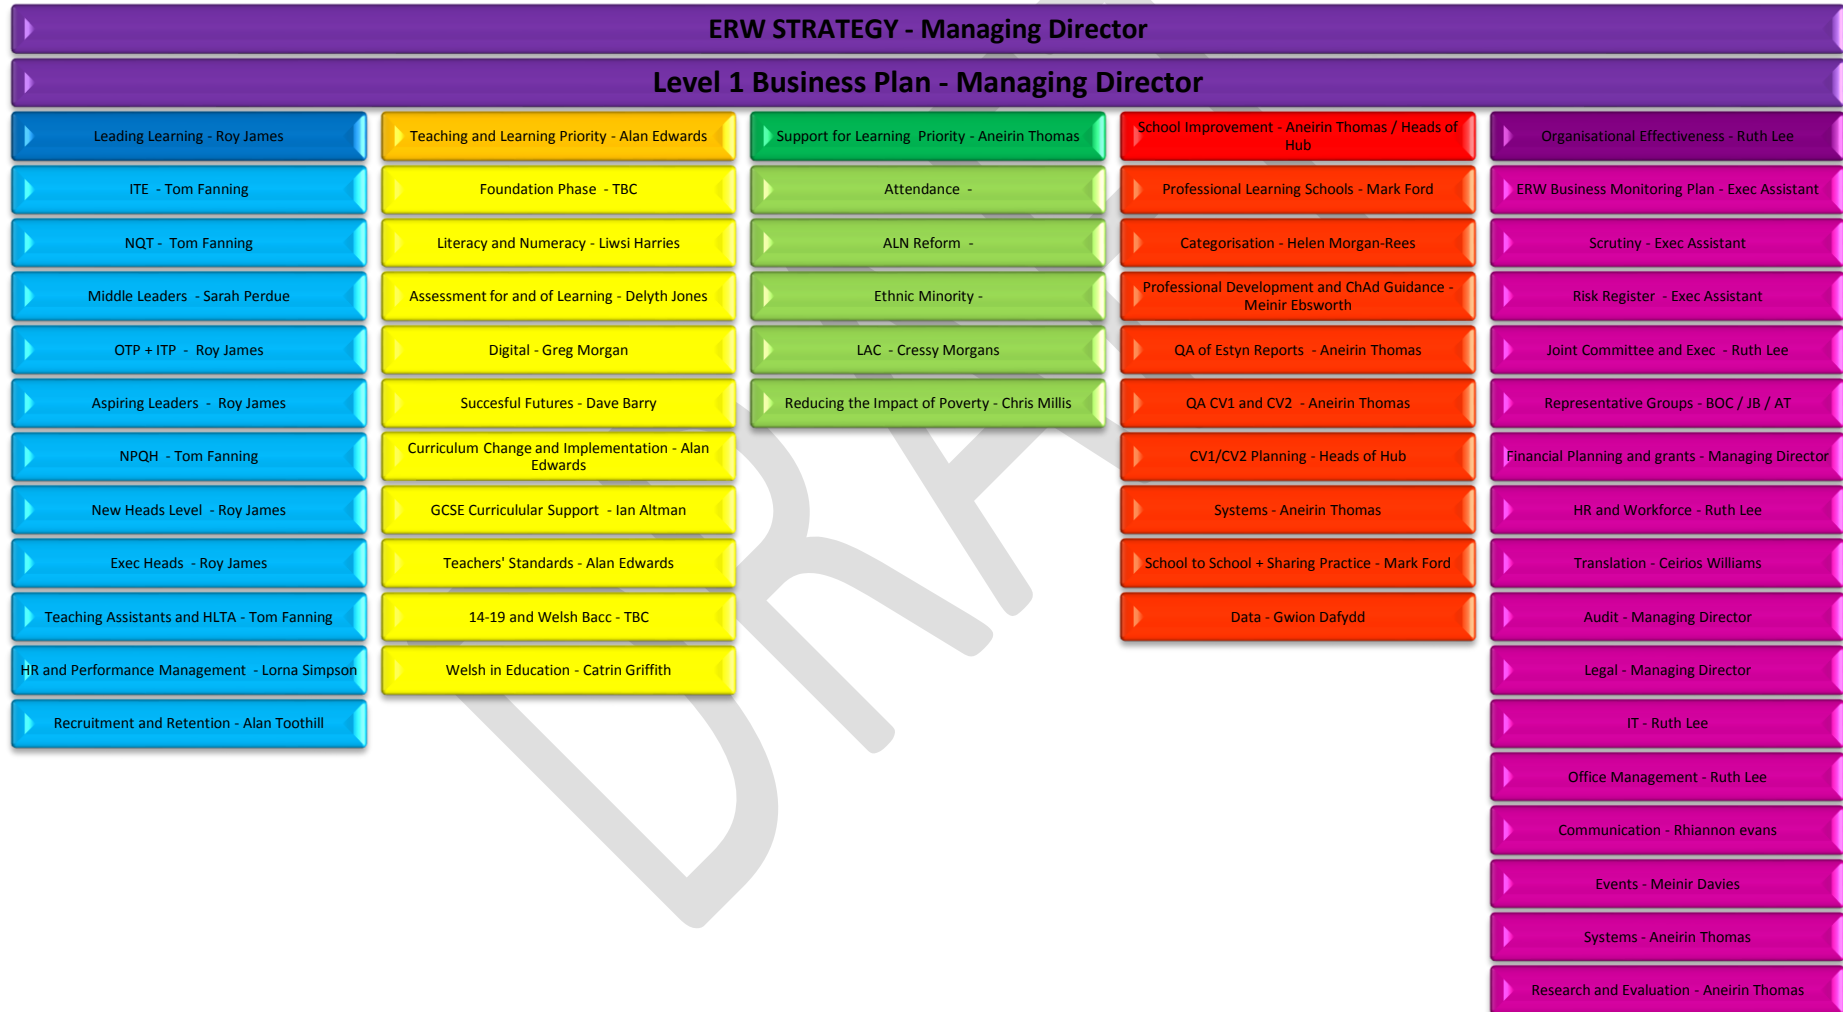 ERW STRATEGY - Managing Director
Level 1 Business Plan - Managing Director
Leading Learning - Roy James
ITE - Tom Fanning
NQT - Tom Fanning
Middle Leaders - Sarah Perdue
OTP + ITP - Roy James
Aspiring Leaders - Roy James
NPQH - Tom Fanning
New Heads Level - Roy James
Exec Heads - Roy James
Teaching Assistants and HLTA - Tom Fanning
HR and Performance Management - Lorna Simpson
Recruitment and Retention - Alan Toothill
Teaching and Learning Priority - Alan Edwards
Foundation Phase - TBC
Literacy and Numeracy - Liwsi Harries
Assessment for and of Learning - Delyth Jones
Digital - Greg Morgan
Succesful Futures - Dave Barry
Curriculum Change and Implementation - Alan
Edwards
GCSE Curriculular Support - Ian Altman
Teachers' Standards - Alan Edwards
14-19 and Welsh Bacc - TBC
Welsh in Education - Catrin Griffith
Support for Learning Priority - Aneirin Thomas
Attendance -
ALN Reform -
Ethnic Minority -
LAC - Cressy Morgans
Reducing the Impact of Poverty - Chris Millis
School Improvement - Aneirin Thomas / Heads of
Hub
Professional Learning Schools - Mark Ford
Categorisation - Helen Morgan-Rees
Professional Development and ChAd Guidance -
Meinir Ebsworth
QA of Estyn Reports - Aneirin Thomas
QA CV1 and CV2 - Aneirin Thomas
CV1/CV2 Planning - Heads of Hub
Systems - Aneirin Thomas
School to School + Sharing Practice - Mark Ford
Data - Gwion Dafydd
Organisational Effectiveness - Ruth Lee
ERW Business Monitoring Plan - Exec Assistant
Scrutiny - Exec Assistant
Risk Register - Exec Assistant
Joint Committee and Exec - Ruth Lee
Representative Groups - BOC / JB / AT
Financial Planning and grants - Managing Director
HR and Workforce - Ruth Lee
Translation - Ceirios Williams
Audit - Managing Director
Legal - Managing Director
IT - Ruth Lee
Office Management - Ruth Lee
Communication - Rhiannon evans
Events - Meinir Davies
Systems - Aneirin Thomas
Research and Evaluation - Aneirin Thomas
DRA